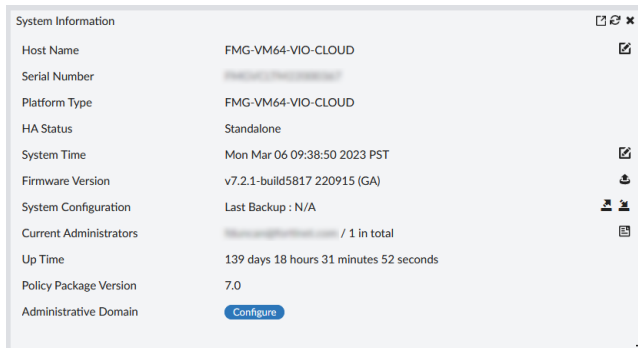 System Information
Host Name FMG-VM64-VIO-CLOUD
Serial Number
Platform Type FMG-VM64-VIO-CLOUD
HA Status Standalone
System Time Mon Mar 06 09:38:50 2023 PST
Firmware Version v7.2.1-build5817 220915 (GA)
System Configuration Last Backup : N/A
Current Administrators / 1 in total
Up Time 139 days 18 hours 31 minutes 52 seconds
Policy Package Version 7.0
Administrative Domain Configure